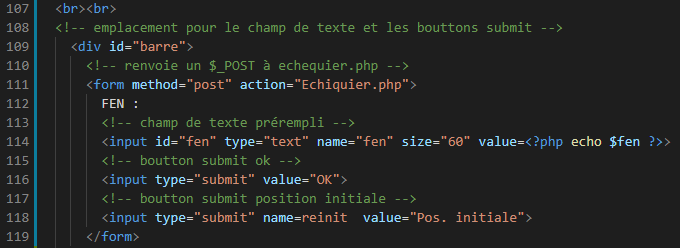 107 <br><br>
108 <!-- emplacement pour le champ de texte et les bouttons submit -->
109 <div id="barre">
110 <!-- renvoie un $_POST à echequier.php -->
111 <form method="post" action="Echiquier.php">
112 FEN :
113 <!-- champ de texte prérempli -->
114 <input id="fen" type="text" name="fen" size="60" value=<?php echo $fen ?>>
115 <!-- boutton submit ok -->
116 <input type="submit" value="OK">
117 <!-- boutton submit position initiale -->
118 <input type="submit" name=reinit  value="Pos. initiale">
119 </form>